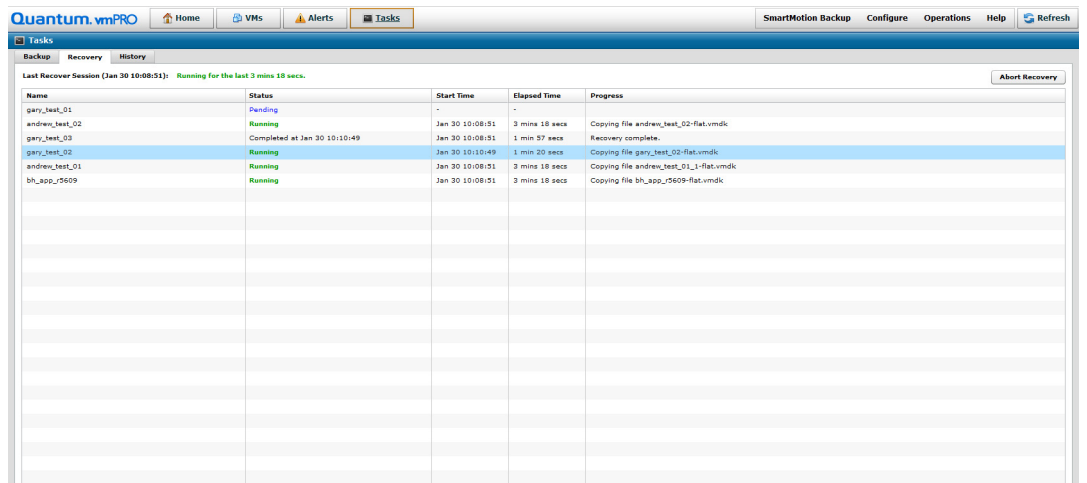 Quantum. vmPRO Home VMs Alerts Tasks SmartMotion Backup Configure Operations Help Refresh
Tasks
Backup Recovery History
Last Recover Session (Jan 30 10:08:51): Running for the last 3 mins 18 secs. Abort Recovery
Name Status Start Time Elapsed Time Progress
gary_test_01 Pending - -
andrew_test_02 Running Jan 30 10:08:51 3 mins 18 secs Copying file andrew_test_02-flat.vmdk
gary_test_03 Completed at Jan 30 10:10:49 Jan 30 10:08:51 1 min 57 secs Recovery complete.
gary_test_02 Running Jan 30 10:10:49 1 min 20 secs Copying file gary_test_02-flat.vmdk
andrew_test_01 Running Jan 30 10:08:51 3 mins 18 secs Copying file andrew_test_01_1-flat.vmdk
bh_app_r5609 Running Jan 30 10:08:51 3 mins 18 secs Copying file bh_app_r5609-flat.vmdk